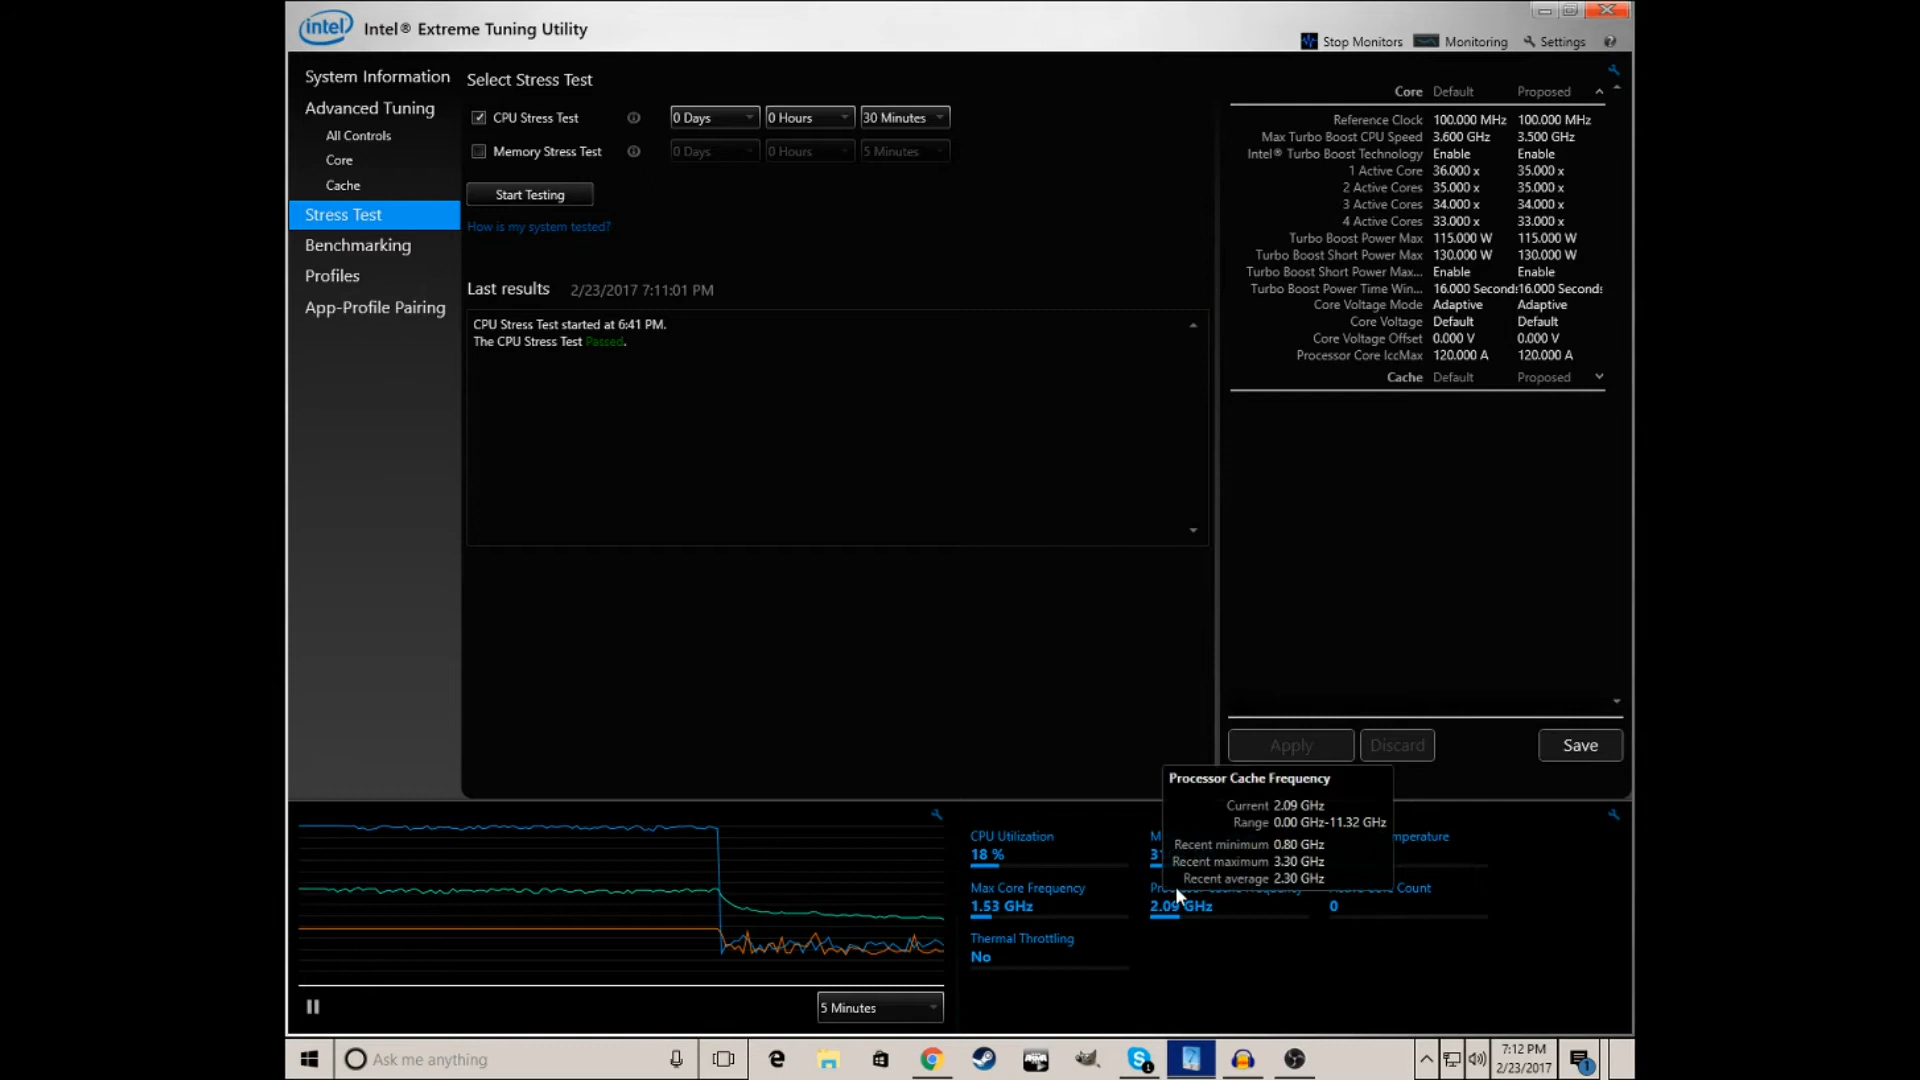 intel Intel® Extreme Tuning Utility
Stop Monitors Monitoring Settings
System Information
Advanced Tuning
All Controls
Core
Cache
Stress Test
Benchmarking
Profiles
App-Profile Pairing
Select Stress Test
CPU Stress Test 0 Days 0 Hours 30 Minutes
Memory Stress Test 0 Days 0 Hours 5 Minutes
Start Testing
How is my system tested?
Last results 2/23/2017 7:11:01 PM
CPU Stress Test started at 6:41 PM.
The CPU Stress Test Passed.
Core Default Proposed
Reference Clock 100.000 MHz 100.000 MHz
Max Turbo Boost CPU Speed 3.600 GHz 3.500 GHz
Intel® Turbo Boost Technology Enable Enable
1 Active Core 36.000 x 35.000 x
2 Active Cores 35.000 x 35.000 x
3 Active Cores 34.000 x 34.000 x
4 Active Cores 33.000 x 33.000 x
Turbo Boost Power Max 115.000 W 115.000 W
Turbo Boost Short Power Max 130.000 W 130.000 W
Turbo Boost Short Power Max... Enable Enable
Turbo Boost Power Time Win... 16.000 Seconds 16.000 Seconds
Core Voltage Mode Adaptive Adaptive
Core Voltage Default Default
Core Voltage Offset 0.000 V 0.000 V
Processor Core IccMax 120.000 A 120.000 A
Cache Default Proposed
Apply Discard Save
Processor Cache Frequency
Current 2.09 GHz
Range 0.00 GHz-11.32 GHz
Recent minimum 0.80 GHz
Recent maximum 3.30 GHz
Recent average 2.30 GHz
CPU Utilization
18 %
Max Core Frequency
1.53 GHz
2.09 GHz
Count
0
Thermal Throttling
No
5 Minutes
Ask me anything
7:12 PM
2/23/2017
1